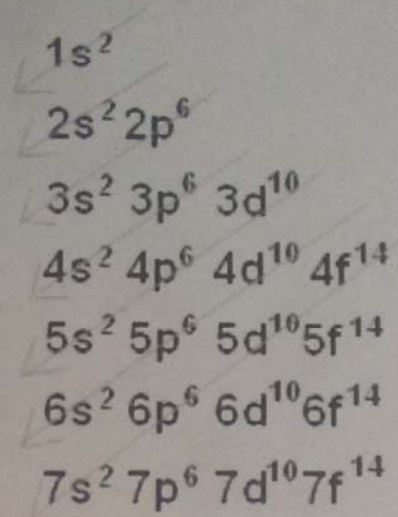 1s²
2s² 2p⁶
3s² 3p⁶ 3d¹⁰
4s² 4p⁶ 4d¹⁰ 4f¹⁴
5s² 5p⁶ 5d¹⁰ 5f¹⁴
6s² 6p⁶ 6d¹⁰ 6f¹⁴
7s² 7p⁶ 7d¹⁰ 7f¹⁴